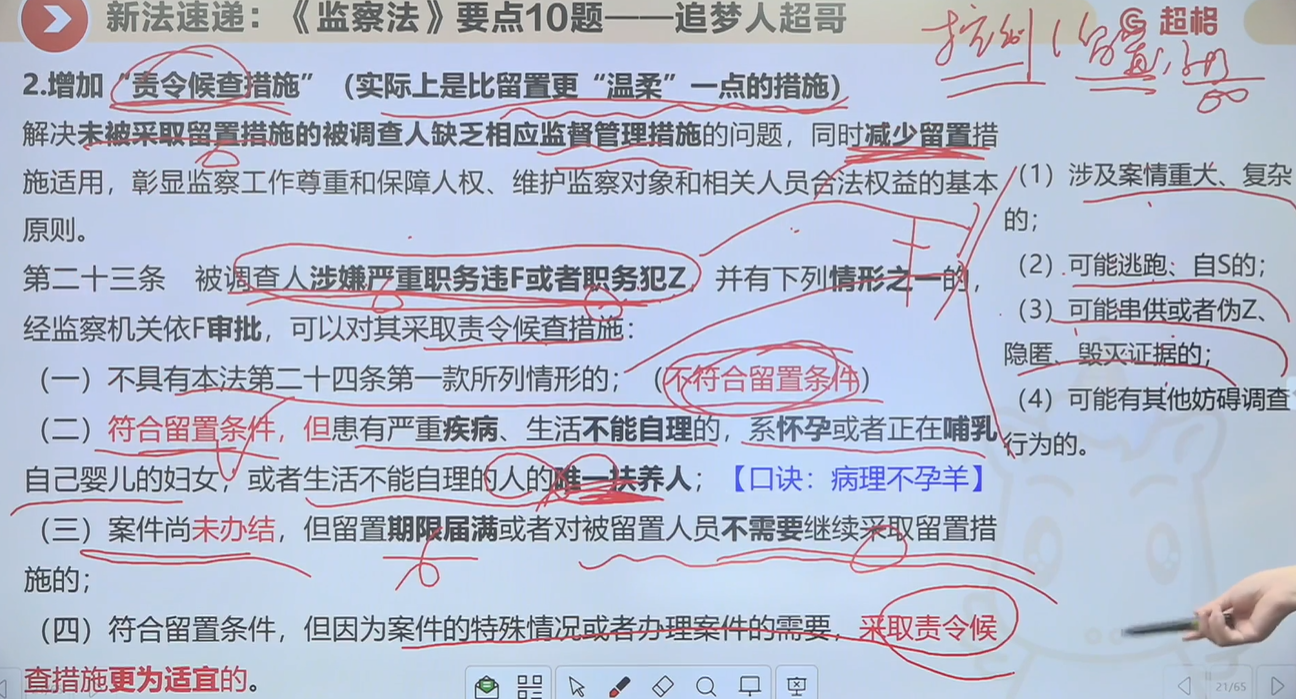 新法速递：《监察法》要点10题——追梦人超哥
超格
2.增加“责令候查措施”（实际上是比留置更“温柔”一点的措施）
解决未被采取留置措施的被调查人缺乏相应监督管理措施的问题，同时减少留置措
施适用，彰显监察工作尊重和保障人权、维护监察对象和相关人员合法权益的基本
原则。
第二十三条 被调查人涉嫌严重职务违F或者职务犯Z，并有下列情形之一的，
经监察机关依F审批，可以对其采取责令候查措施：
（一）不具有本法第二十四条第一款所列情形的；（不符合留置条件）
（二）符合留置条件，但患有严重疾病、生活不能自理的，系怀孕或者正在哺乳
自己婴儿的妇女，或者生活不能自理的人的唯一扶养人；【口诀：病理不孕羊】
（三）案件尚未办结，但留置期限届满或者对被留置人员不需要继续采取留置措
施的；
（四）符合留置条件，但因为案件的特殊情况或者办理案件的需要，采取责令候
查措施更为适宜的。
（1）涉及案情重大、复杂
的；
（2）可能逃跑、自S的；
（3）可能串供或者伪Z、
隐匿、毁灭证据的；
（4）可能有其他妨碍调查
行为的。
留置
21/65